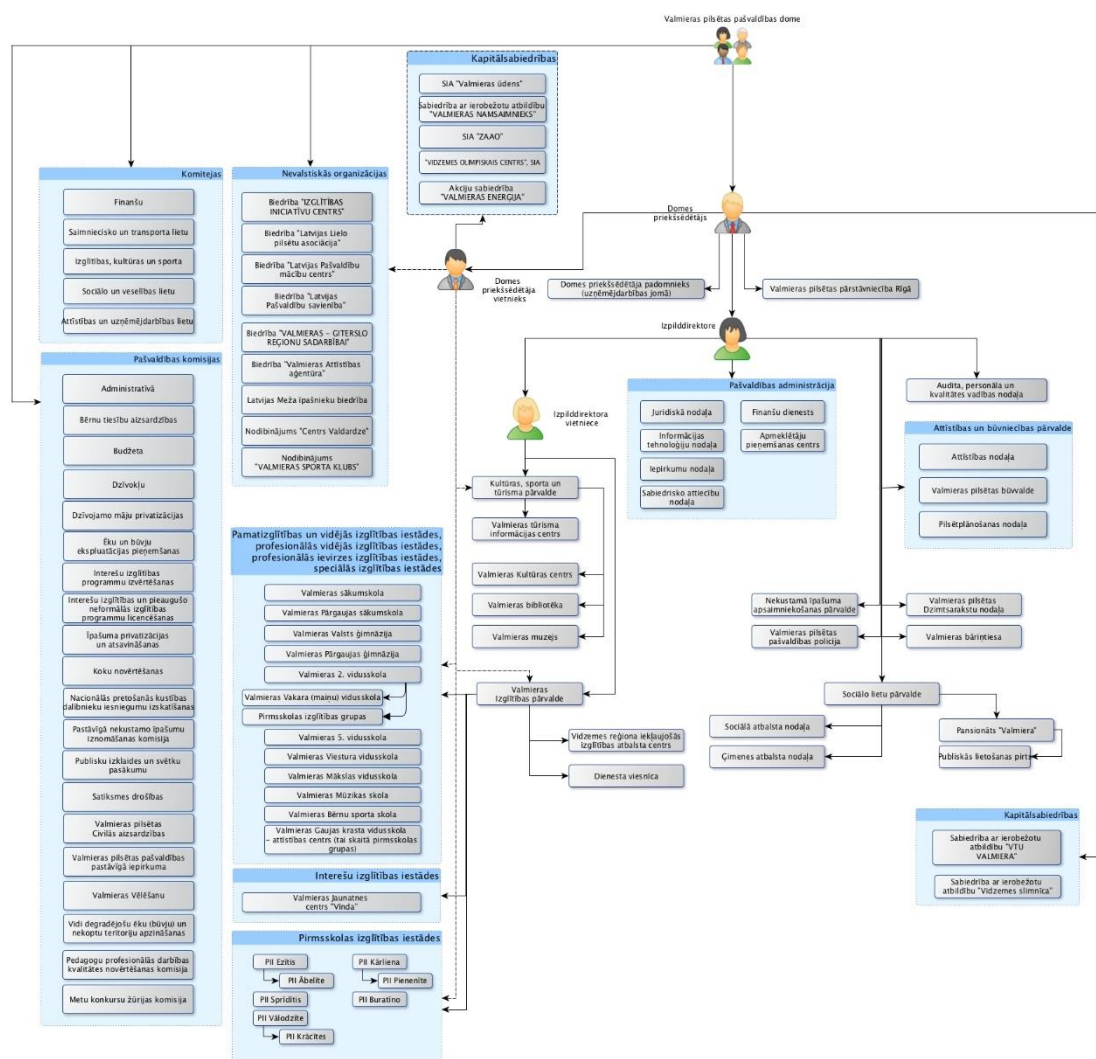 Valmieras pilsētas pašvaldības dome
Kapitālsabiedrības
SIA "Valmieras ūdens"
Sabiedrība ar ierobežotu atbildību
"VALMIERAS NAMSAIMNIEKS"
SIA "ZAAO"
"VIDZEMES OLIMPISKAIS CENTRS", SIA
Akciju sabiedrība
"VALMIERAS ENERĢIJA"
Komitejas
Finanšu
Saimniecisko un transporta lietu
Izglītības, kultūras un sporta
Sociālo un veselības lietu
Attīstības un uzņēmējdarbības lietu
Nevalstiskās organizācijas
Biedrība "IZGLĪTĪBAS
INICIATĪVU CENTRS"
Biedrība "Latvijas Lielo
pilsētu asociācija"
Biedrība "Latvijas Pašvaldību
mācību centrs"
Biedrība "Latvijas
Pašvaldību savienība"
Biedrība "VALMIERAS - GITERSLO
REĢIONU SADARBĪBAI"
Biedrība "Valmieras Attīstības
aģentūra"
Latvijas Meža īpašnieku biedrība
Nodibinājums "Centrs Valdardze"
Nodibinājums
"VALMIERAS SPORTA KLUBS"
Domes
priekšsēdētājs
Domes
priekšsēdētāja
vietnieks
Domes priekšsēdētāja padomnieks
(uzņēmējdarbības jomā)
Valmieras pilsētas pārstāvniecība Rīgā
Izpilddirektore
Izpilddirektora
vietniece
Pašvaldības administrācija
Juridiskā nodaļa
Finanšu dienests
Informācijas
tehnoloģiju nodaļa
Apmeklētāju
pieņemšanas centrs
Iepirkumu nodaļa
Sabiedrisko attiecību
nodaļa
Audita, personāla un
kvalitātes vadības nodaļa
Attīstības un būvniecības pārvalde
Attīstības nodaļa
Valmieras pilsētas būvvalde
Pilsētplānošanas nodaļa
Pašvaldības komisijas
Administratīvā
Bērnu tiesību aizsardzības
Budžeta
Dzīvokļu
Dzīvojamo māju privatizācijas
Ēku un būvju
ekspluatācijas pieņemšanas
Interešu izglītības
programmu izvērtēšanas
Interešu izglītības un pieaugušo
neformālās izglītības
programmu licencēšanas
Īpašuma privatizācijas
un atsavināšanas
Koku novērtēšanas
Nacionālās pretošanās kustības
dalībnieku iesniegumu izskatīšanas
Pastāvīgā nekustamo īpašumu
iznomāšanas komisija
Publisku izklaides un svētku
pasākumu
Satiksmes drošības
Valmieras pilsētas
Civilās aizsardzības
Valmieras pilsētas pašvaldības
pastāvīgā iepirkuma
Valmieras Vēlēšanu
Vidi degradējošu ēku (būvju) un
nekoptu teritoriju apzināšanas
Pedagogu profesionālās darbības
kvalitātes novērtēšanas komisija
Metu konkursu žūrijas komisija
Kultūras, sporta un
tūrisma pārvalde
Valmieras tūrisma
informācijas centrs
Valmieras Kultūras centrs
Valmieras bibliotēka
Valmieras muzejs
Pamatizglītības un vidējās izglītības iestādes,
profesionālās vidējās izglītības iestādes,
profesionālās ievirzes izglītības iestādes,
speciālās izglītības iestādes
Valmieras sākumskola
Valmieras Pārgaujas sākumskola
Valmieras Valsts ģimnāzija
Valmieras Pārgaujas ģimnāzija
Valmieras 2. vidusskola
Valmieras Vakara (maiņu) vidusskola
Pirmsskolas izglītības grupas
Valmieras 5. vidusskola
Valmieras Viestura vidusskola
Valmieras Mākslas vidusskola
Valmieras Mūzikas skola
Valmieras Bērnu sporta skola
Valmieras Gaujas krasta vidusskola
- attīstības centrs (tai skaitā pirmsskolas
grupas)
Interešu izglītības iestādes
Valmieras Jaunatnes
centrs "Vinda"
Pirmsskolas izglītības iestādes
PII Ezītis
PII Kārliena
PII Ābelīte
PII Pienenīte
PII Sprīdītis
PII Buratino
PII Vālodzīte
PII Krācītes
Valmieras
Izglītības pārvalde
Vidzemes reģiona iekļaujošās
izglītības atbalsta centrs
Dienesta viesnīca
Nekustamā īpašuma
apsaimniekošanas pārvalde
Valmieras pilsētas
Dzimtsarakstu nodaļa
Valmieras pilsētas
pašvaldības policija
Valmieras bāriņtiesa
Sociālo lietu pārvalde
Sociālā atbalsta nodaļa
Ģimenes atbalsta nodaļa
Pansionāts "Valmiera"
Publiskās lietošanas pirts
Kapitālsabiedrības
Sabiedrība ar ierobežotu
atbildību "VTU
VALMIERA"
Sabiedrība ar ierobežotu
atbildību "Vidzemes slimnīca"